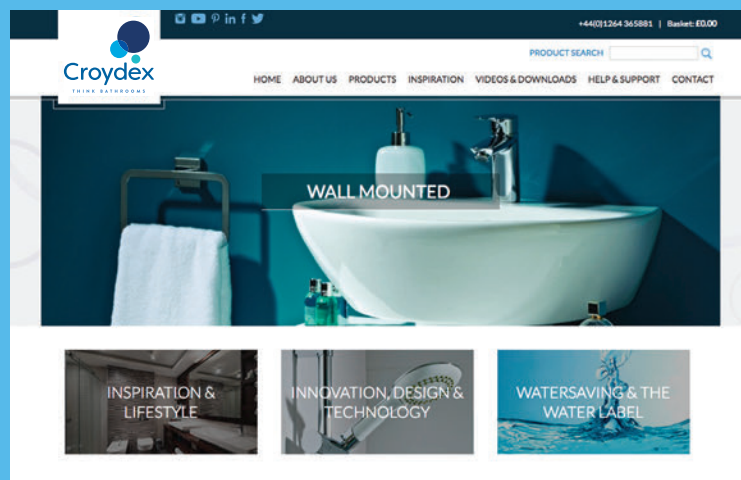 +44(0)1264 365881 | Basket: £0.00
Croydex
THINK BATHROOMS
PRODUCT SEARCH
HOME ABOUT US PRODUCTS INSPIRATION VIDEOS & DOWNLOADS HELP & SUPPORT CONTACT
WALL MOUNTED
INSPIRATION &
LIFESTYLE
INNOVATION, DESIGN &
TECHNOLOGY
WATERSAVING & THE
WATER LABEL